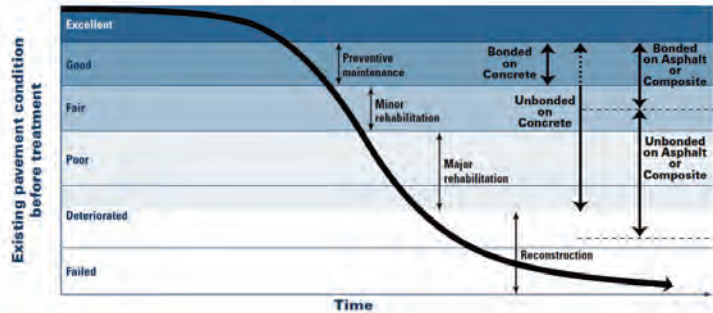 Existing pavement condition
before treatment
Excellent
Good
Fair
Poor
Deteriorated
Failed
Preventive
maintenance
Minor
rehabilitation
Major
rehabilitation
Reconstruction
Bonded
on
Concrete
Unbonded
on
Concrete
Bonded
on Asphalt
or
Composite
Unbonded
on Asphalt
or
Composite
Time